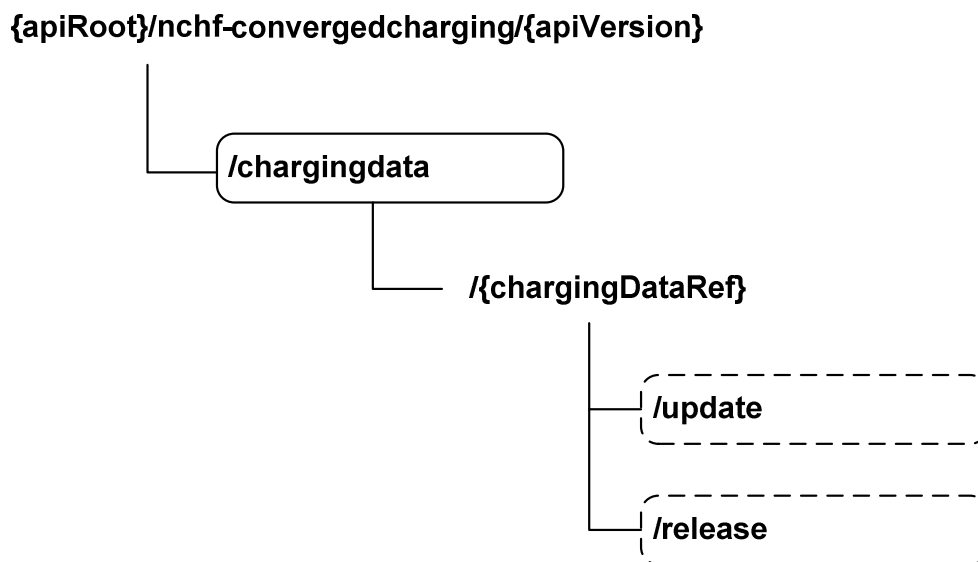 {apiRoot}/nchf-convergedcharging/{apiVersion}
/chargingdata
/{chargingDataRef}
/update
/release